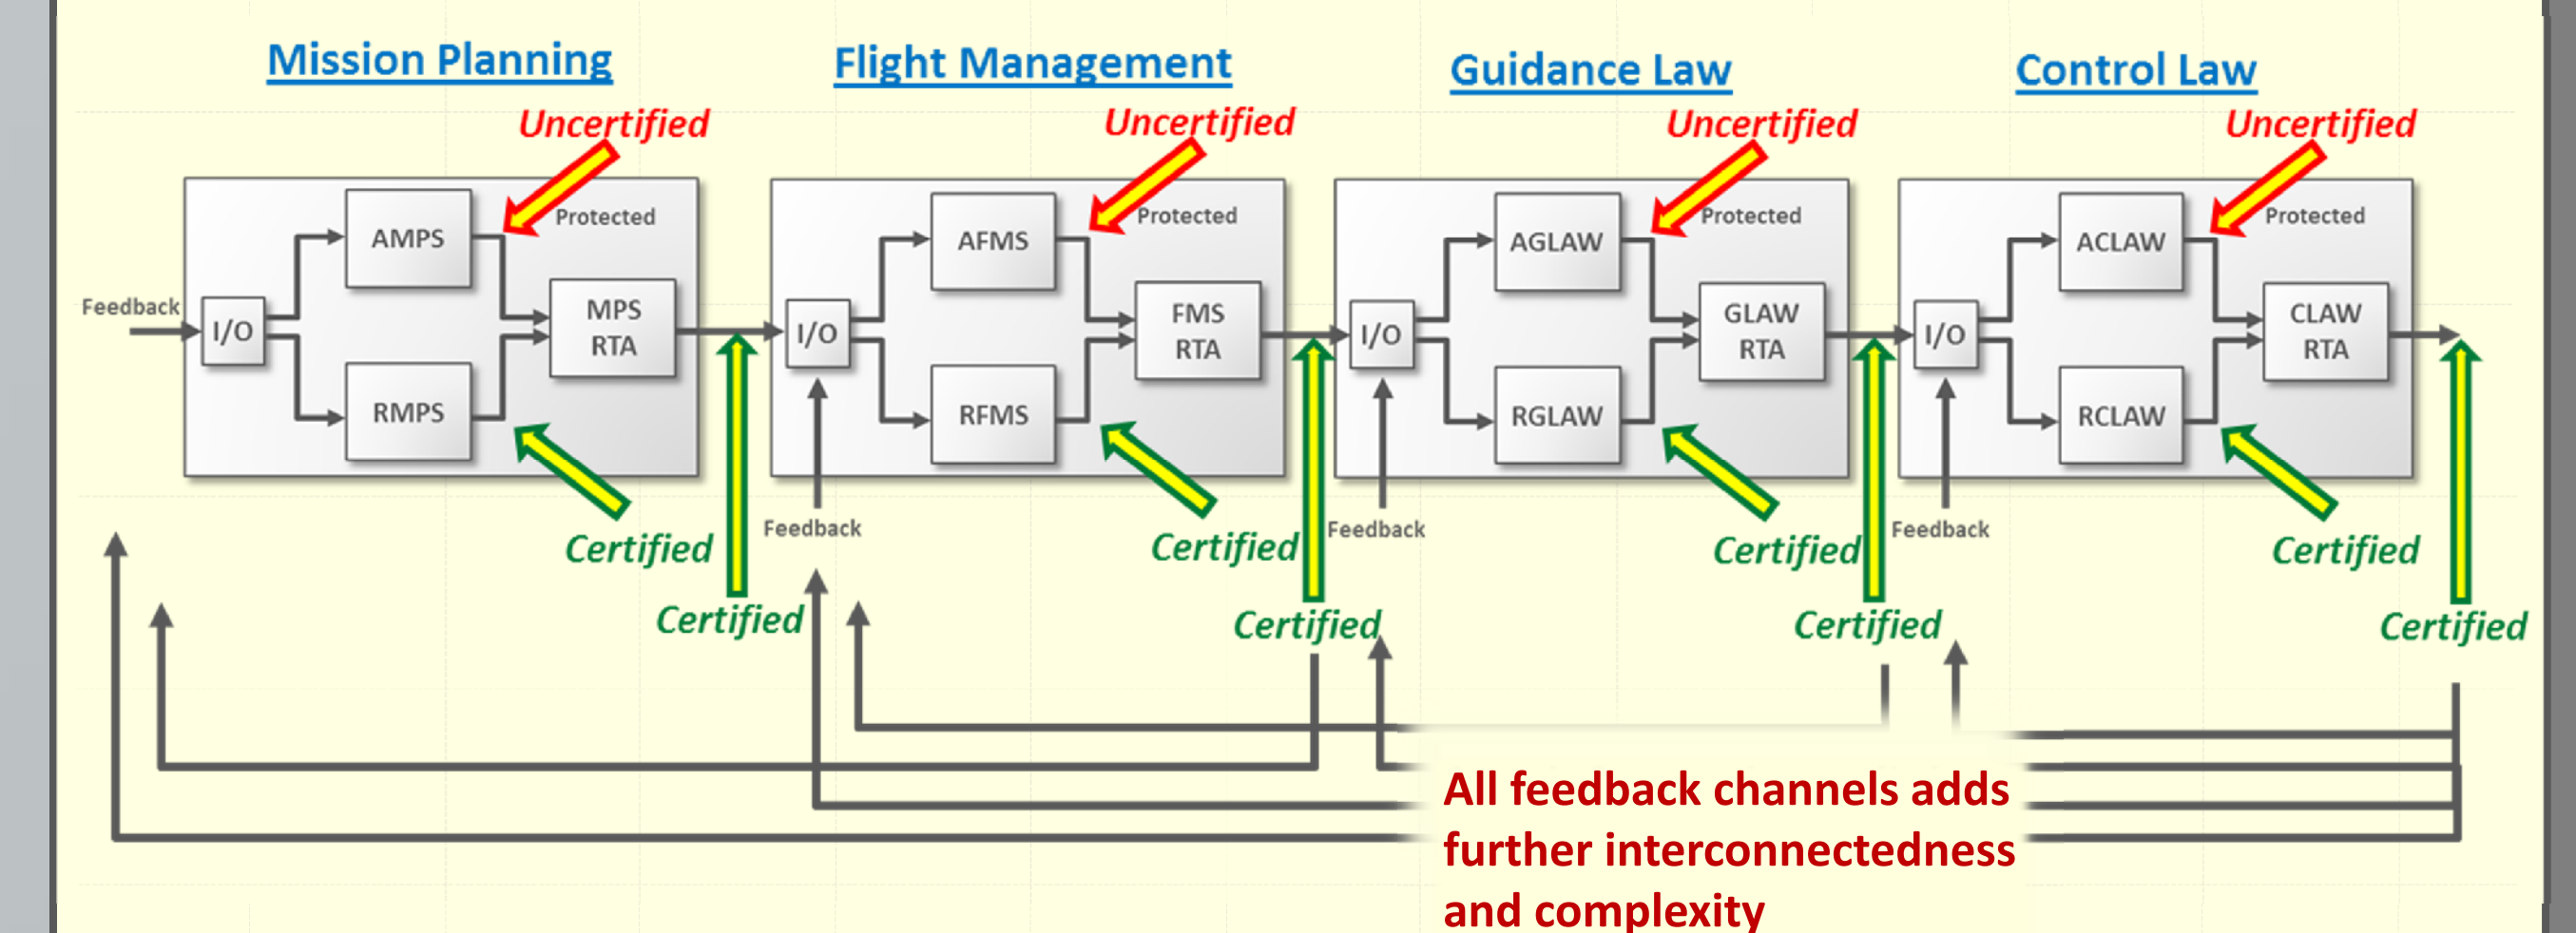 Mission Planning
Flight Management
Guidance Law
Control Law
Uncertified
Uncertified
Uncertified
Uncertified
Feedback
I/O
AMPS
RMPS
Protected
MPS
RTA
I/O
AFMS
RFMS
Protected
FMS
RTA
I/O
AGLAW
RGLAW
Protected
GLAW
RTA
I/O
ACLAW
RCLAW
Protected
CLAW
RTA
Feedback
Feedback
Feedback
Certified
Certified
Certified
Certified
Certified
Certified
Certified
Certified
All feedback channels adds
further interconnectedness
and complexity